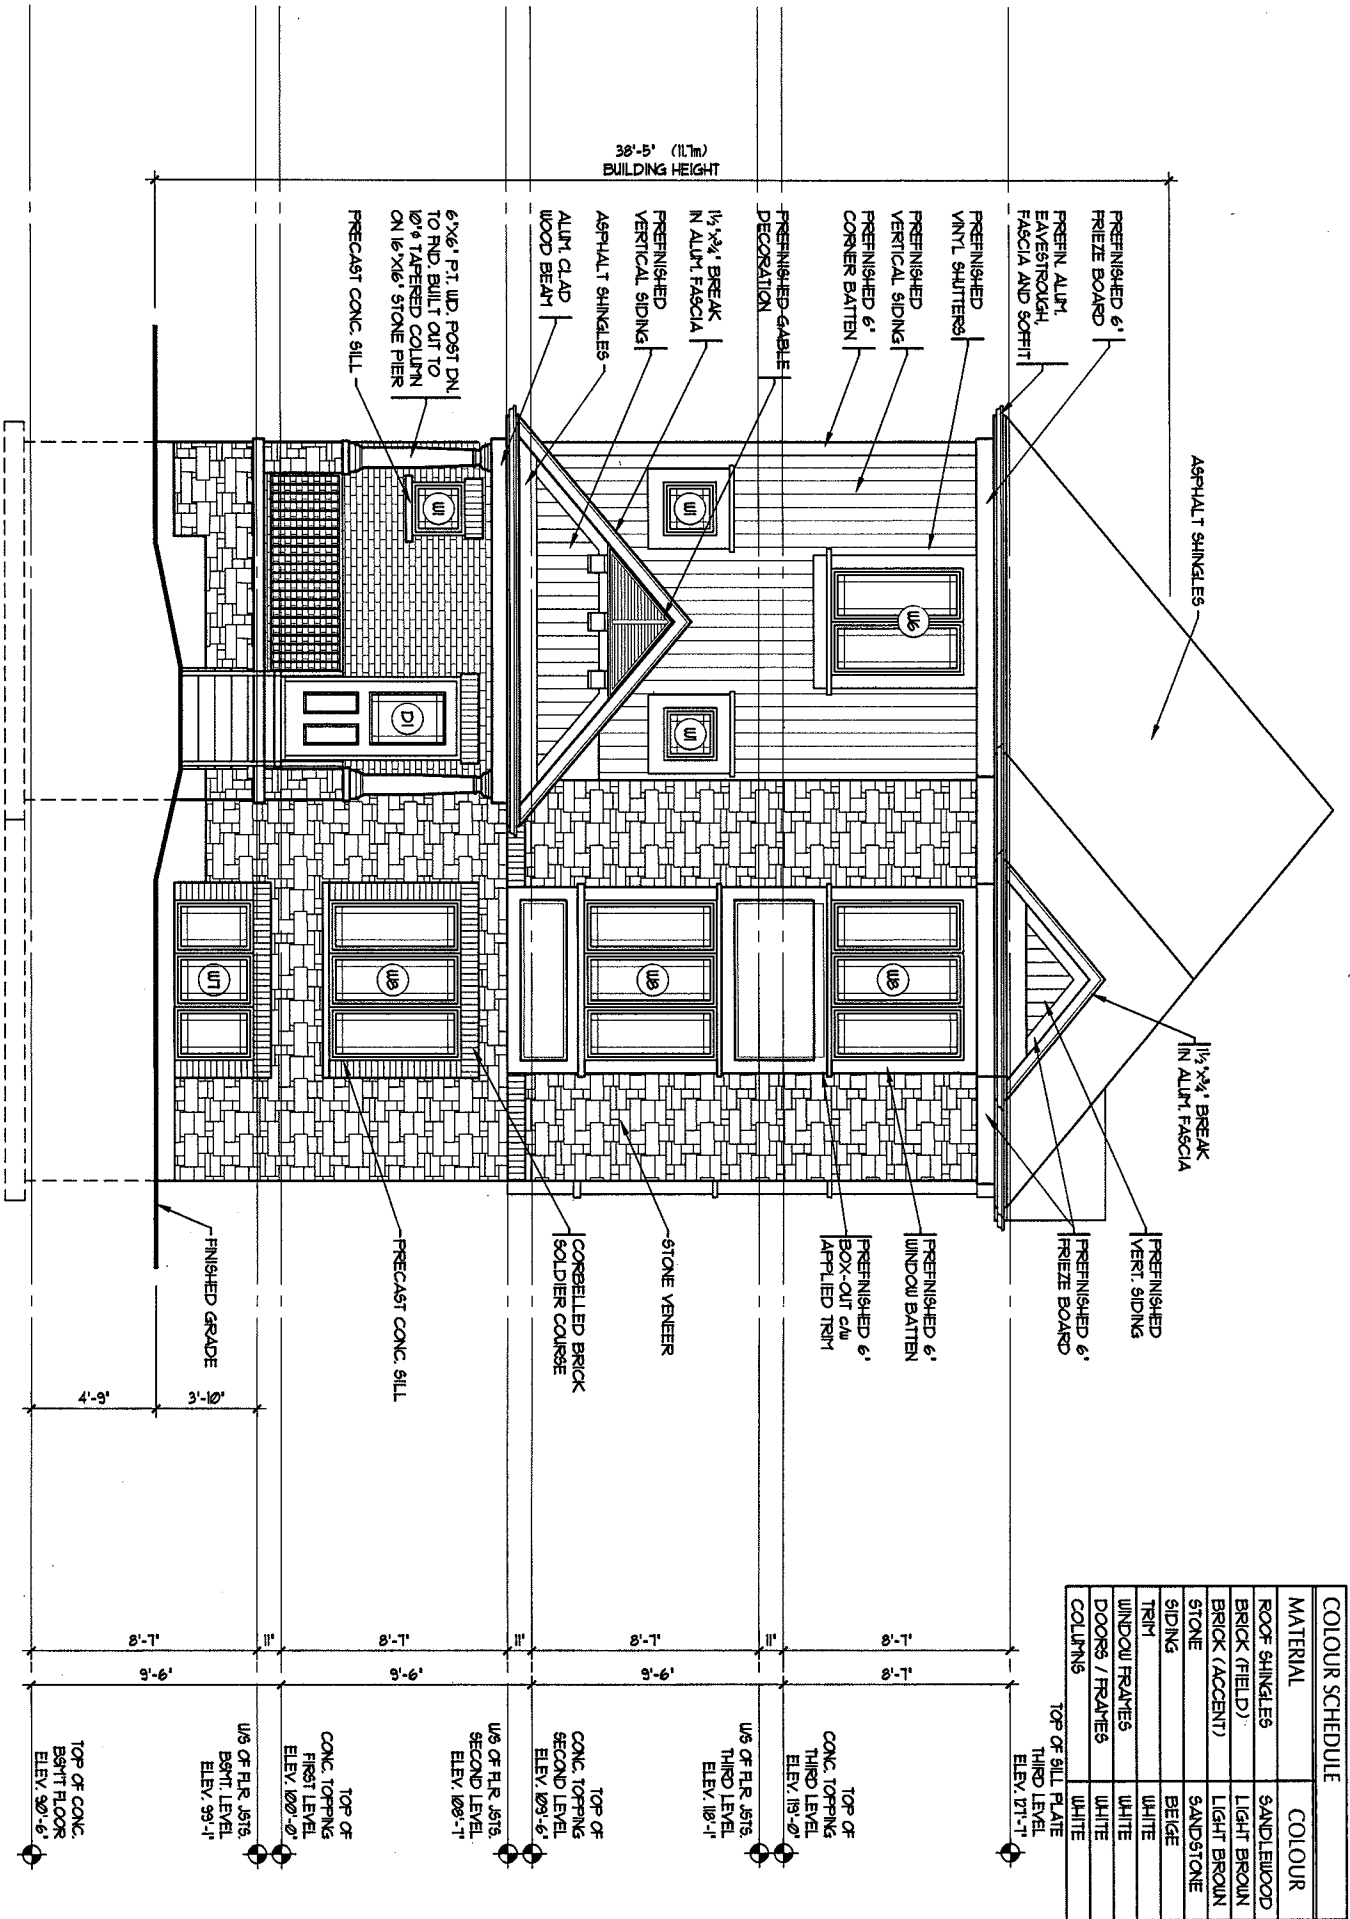 COLOUR SCHEDULE
MATERIAL COLOUR
ROOF SHINGLES SANDLEWOOD
BRICK (FIELD) LIGHT BROWN
BRICK (ACCENT) LIGHT BROWN
STONE SANDSTONE
SIDING BEIGE
TRIM WHITE
WINDOW FRAMES WHITE
DOORS / FRAMES WHITE
COLUMNS WHITE
ASPHALT SHINGLES
PREFINISHED 6"
FRIEZE BOARD
PREFIN. ALUM.
EAVESTROUGH,
FASCIA AND SOFFIT
PREFINISHED
VINYL SHUTTERS
PREFINISHED
VERTICAL SIDING
PREFINISHED 6"
CORNER BATTEN
PREFINISHED GABLE
DECORATION
1½"x¾" BREAK
IN ALUM. FASCIA
PREFINISHED
VERTICAL SIDING
ASPHALT SHINGLES
ALUM. CLAD
WOOD BEAM
6"X6" P.T. WD. POST DN.
TO FND. BUILT OUT TO
10"ø TAPERED COLUMN
ON 16"X16" STONE PIER
PRECAST CONC. SILL
38'-5" (11.7m)
BUILDING HEIGHT
W6
W1
W1
W1
D1
W8
W8
W8
W7
1½"x¾" BREAK
IN ALUM. FASCIA
PREFINISHED
VERT. SIDING
PREFINISHED 6"
FRIEZE BOARD
PREFINISHED 6"
WINDOW BATTEN
PREFINISHED 6"
BOX-OUT c/w
APPLIED TRIM
STONE VENEER
CORBELLED BRICK
SOLDIER COURSE
PRECAST CONC. SILL
FINISHED GRADE
4'-9"
3'-10"
8'-7"
11"
8'-7"
11"
8'-7"
11"
8'-7"
9'-6"
9'-6"
9'-6"
8'-7"
TOP OF SILL PLATE
THIRD LEVEL
ELEV. 127'-7"
TOP OF
CONC. TOPPING
THIRD LEVEL
ELEV. 119'-0"
U/S OF FLR. JSTS.
THIRD LEVEL
ELEV. 118'-1"
TOP OF
CONC. TOPPING
SECOND LEVEL
ELEV. 109'-6"
U/S OF FLR. JSTS.
SECOND LEVEL
ELEV. 108'-7"
TOP OF
CONC. TOPPING
FIRST LEVEL
ELEV. 100'-0"
U/S OF FLR. JSTS.
BSMT. LEVEL
ELEV. 99'-1"
TOP OF CONC.
BSM'T FLOOR
ELEV. 90'-6"